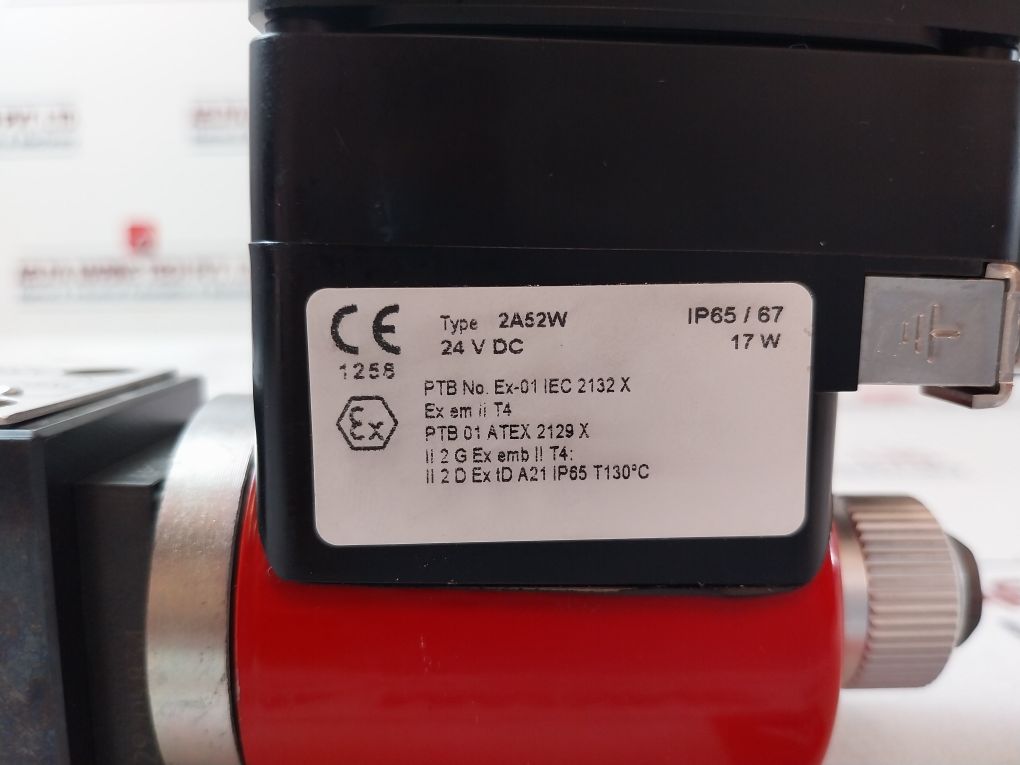 CE Type 2A52W IP65 / 67
1258 24 V DC 17 W
PTB No. Ex-01 IEC 2132 X
Ex em II T4
Ex PTB 01 ATEX 2129 X
II 2 G Ex emb II T4:
II 2 D Ex tD A21 IP65 T130°C